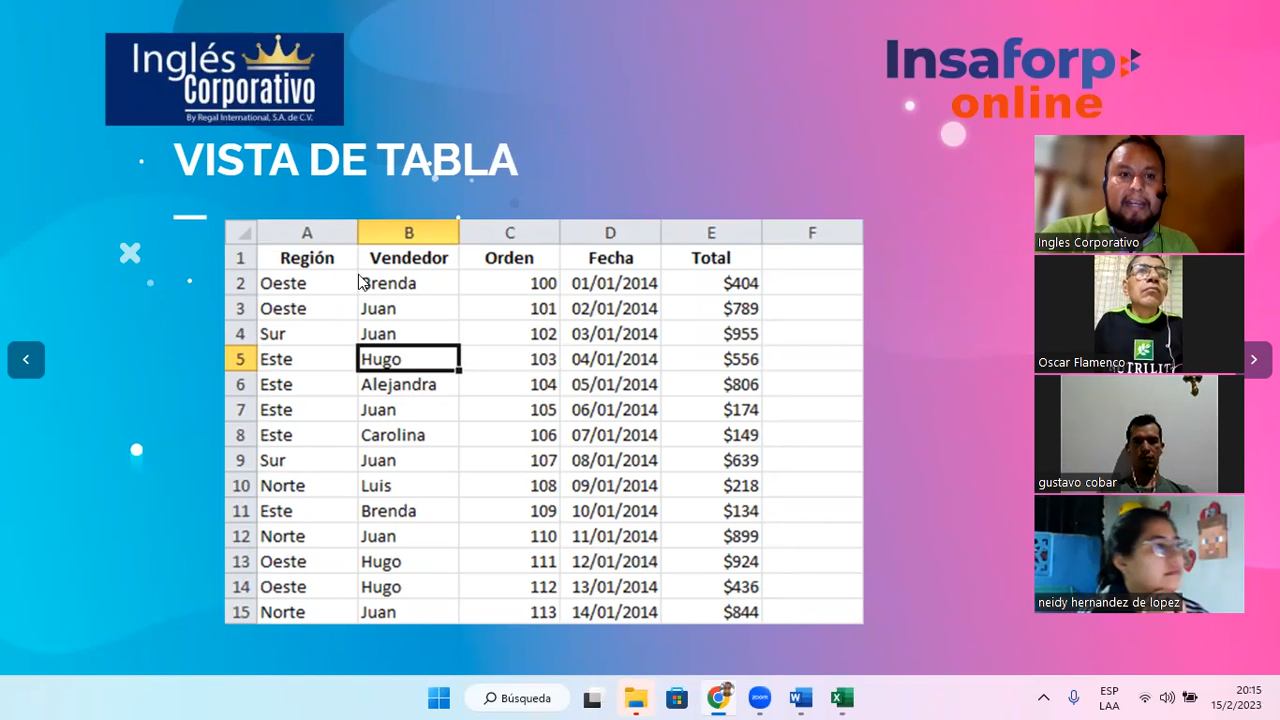 Inglés
Corporativo
By Regal International, S.A. de C.V.
Insaforp
online
VISTA DE TABLA
A B C D E F
1 Región Vendedor Orden Fecha Total
2 Oeste Brenda 100 01/01/2014 $404
3 Oeste Juan 101 02/01/2014 $789
4 Sur Juan 102 03/01/2014 $955
5 Este Hugo 103 04/01/2014 $556
6 Este Alejandra 104 05/01/2014 $806
7 Este Juan 105 06/01/2014 $174
8 Este Carolina 106 07/01/2014 $149
9 Sur Juan 107 08/01/2014 $639
10 Norte Luis 108 09/01/2014 $218
11 Este Brenda 109 10/01/2014 $134
12 Norte Juan 110 11/01/2014 $899
13 Oeste Hugo 111 12/01/2014 $924
14 Oeste Hugo 112 13/01/2014 $436
15 Norte Juan 113 14/01/2014 $844
Ingles Corporativo
Oscar Flamenco
gustavo cobar
neidy hernandez de lopez
Búsqueda
zoom
ESP
LAA
20:15
15/2/2023